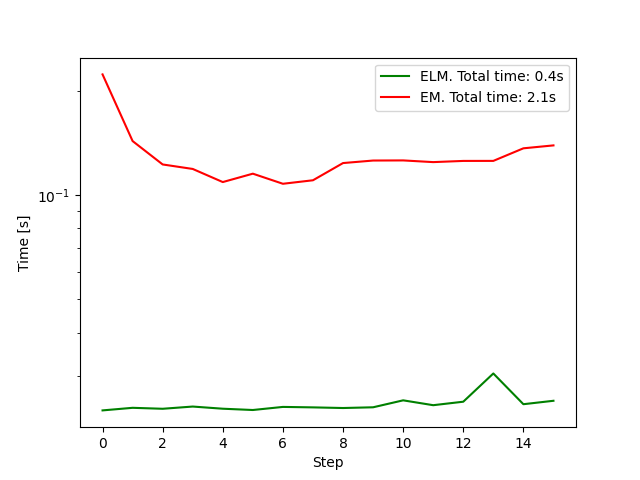 ELM. Total time: 0.4s
EM. Total time: 2.1s
10⁻¹
Time [s]
0 2 4 6 8 10 12 14
Step